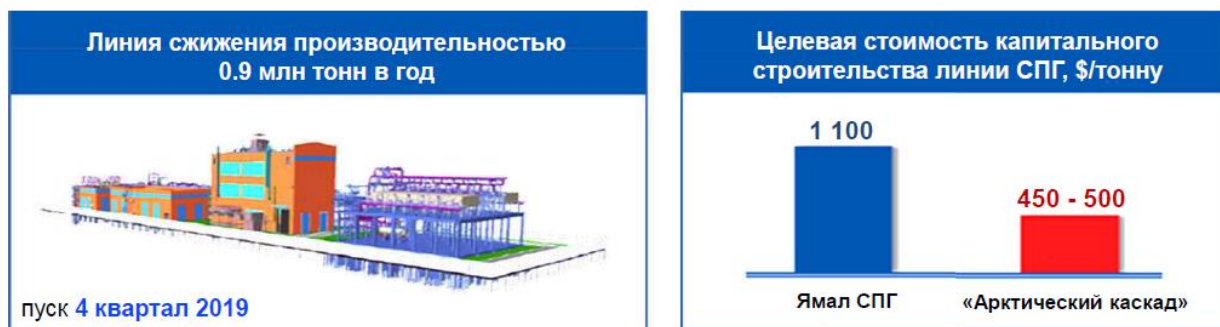 Линия сжижения производительностью
0.9 млн тонн в год
пуск 4 квартал 2019
Целевая стоимость капитального
строительства линии СПГ, $/тонну
1 100
450 - 500
Ямал СПГ
«Арктический каскад»